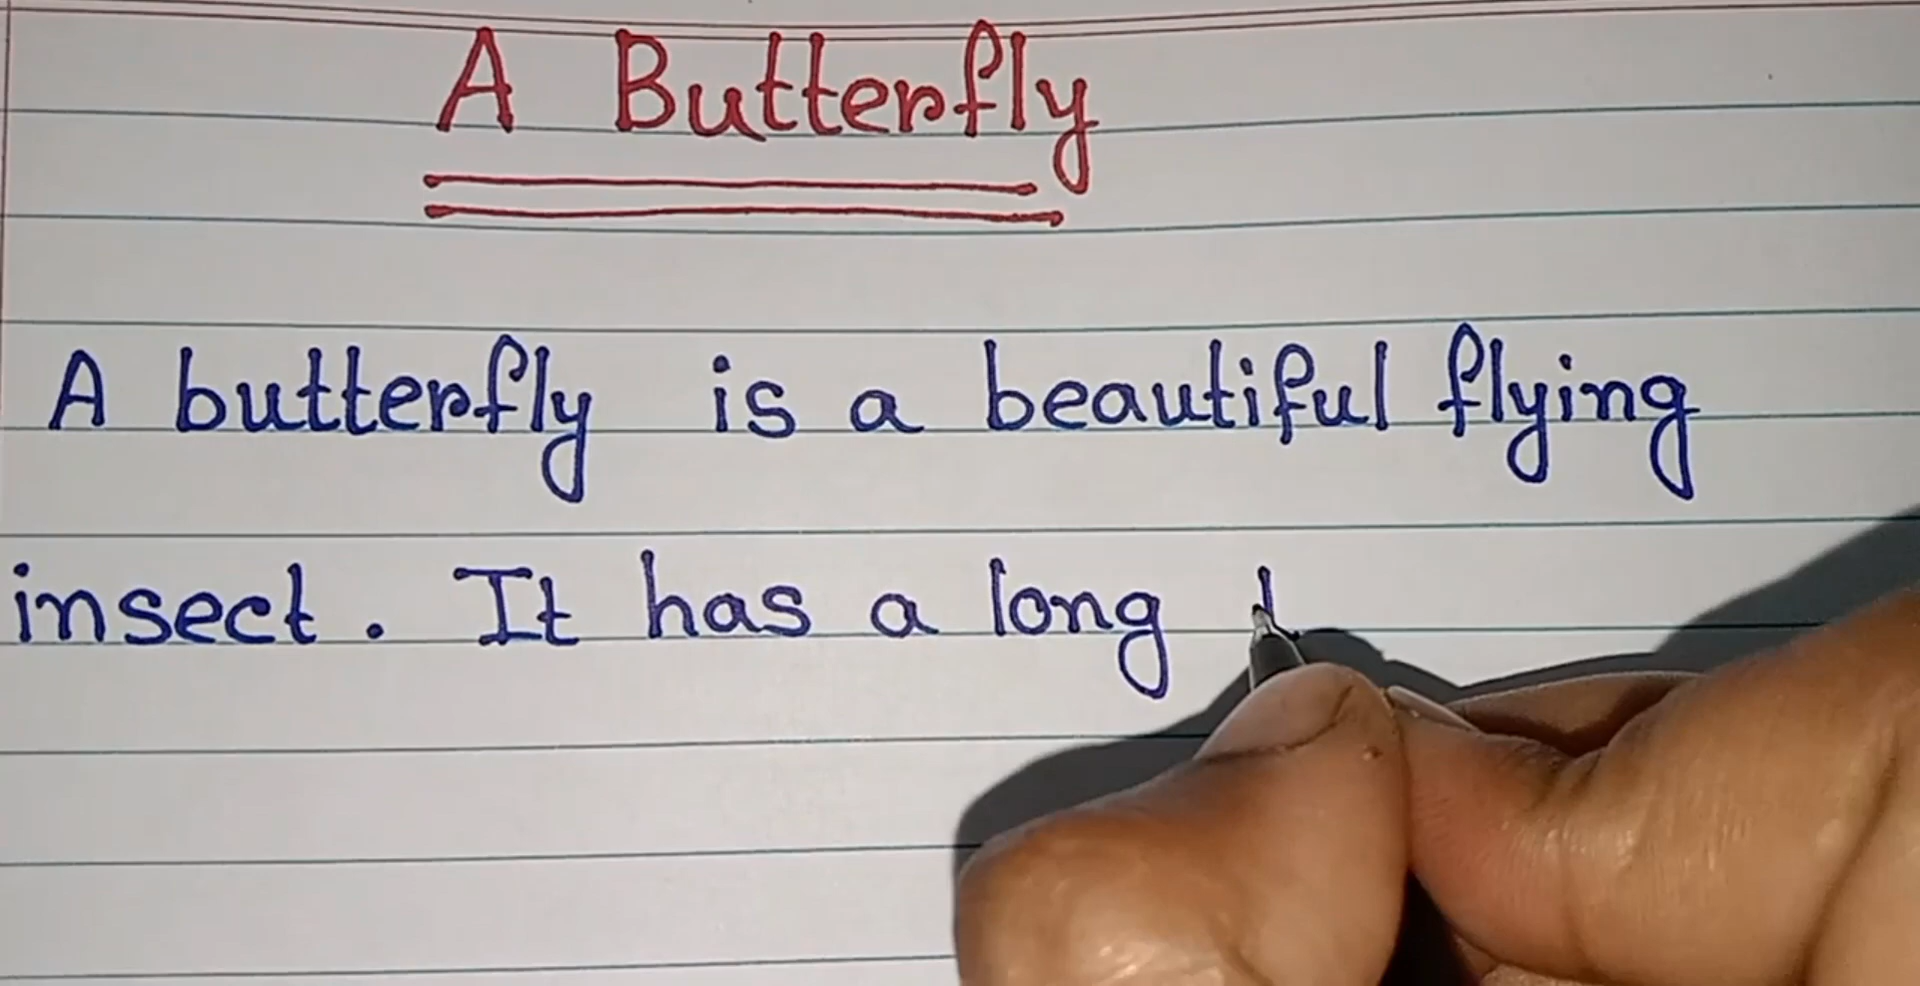 A Butterfly
A butterfly is a beautiful flying
insect. It has a long